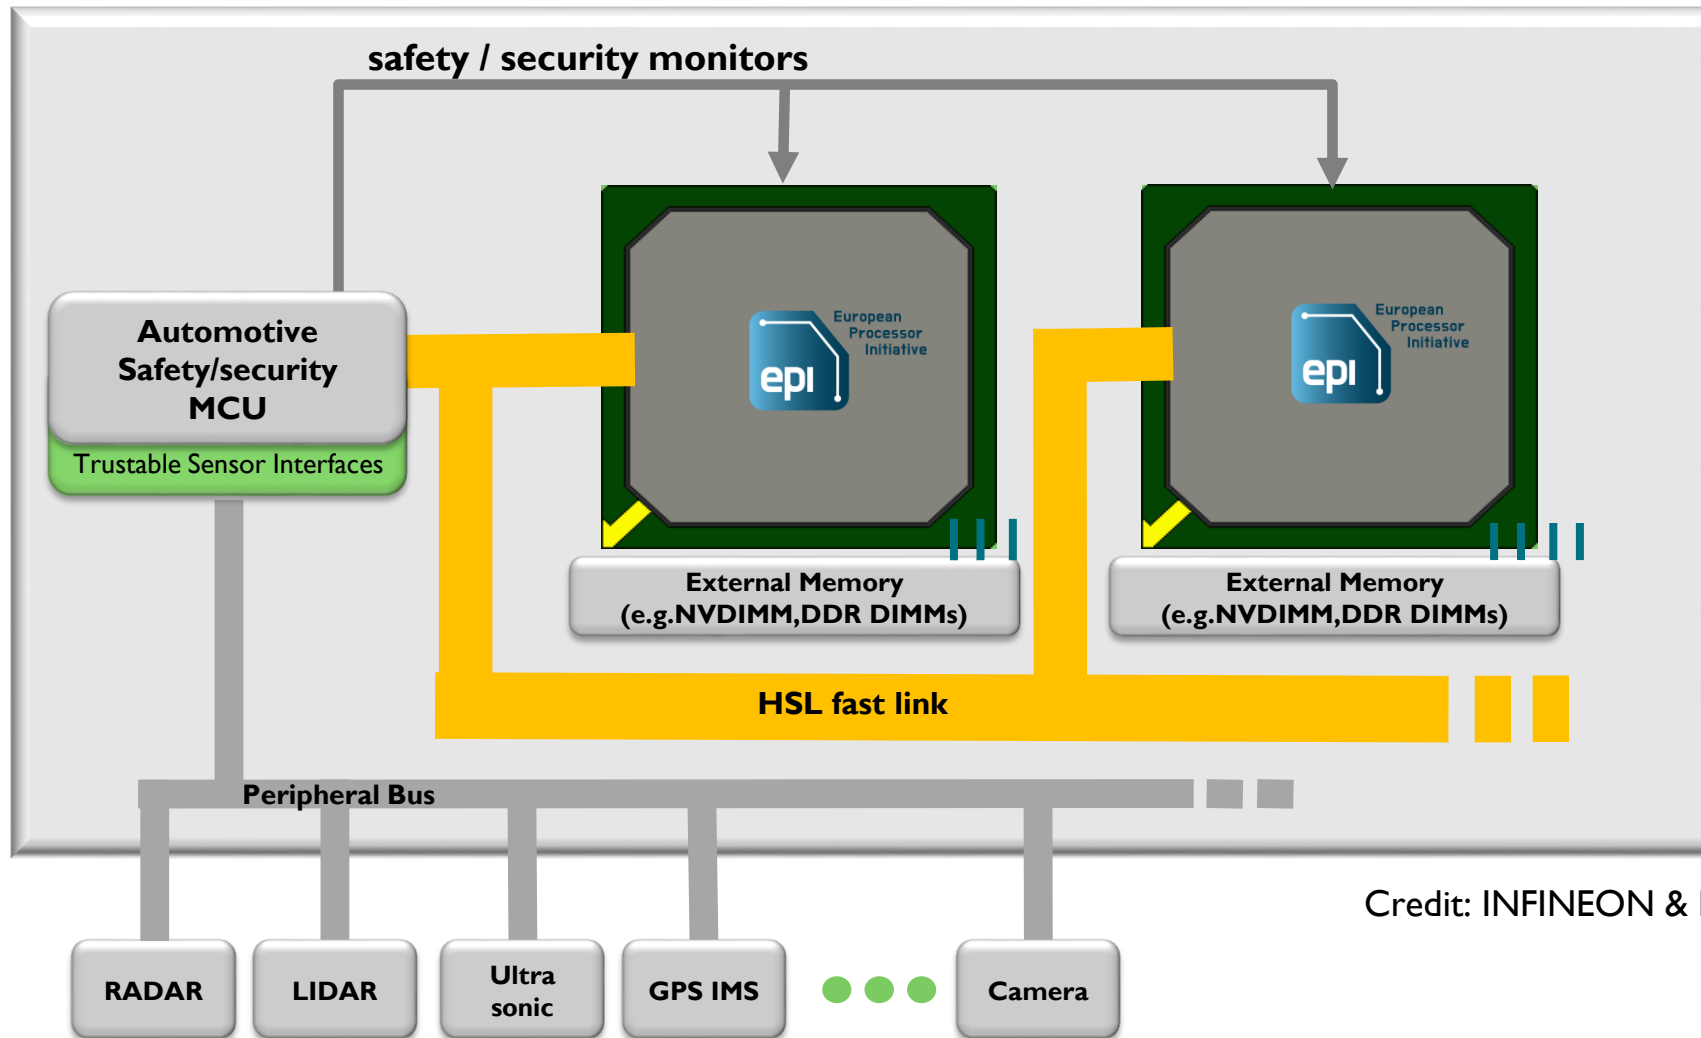 safety / security monitors
Automotive
Safety/security
MCU
Trustable Sensor Interfaces
epi
European
Processor
Initiative
epi
European
Processor
Initiative
External Memory
(e.g.NVDIMM,DDR DIMMs)
External Memory
(e.g.NVDIMM,DDR DIMMs)
HSL fast link
Peripheral Bus
Credit: INFINEON &
RADAR
LIDAR
Ultra
sonic
GPS IMS
Camera